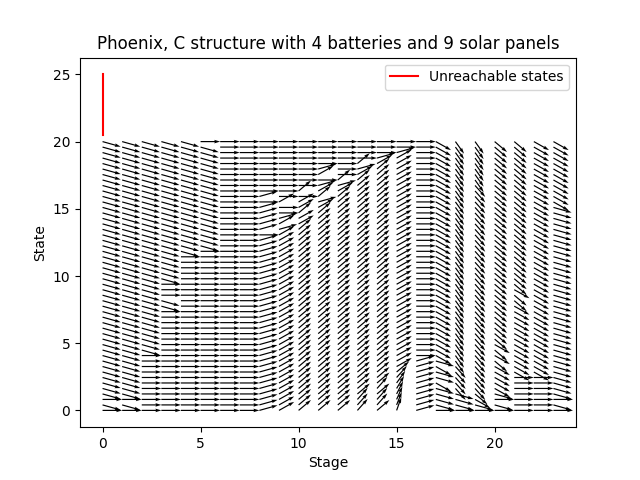 Phoenix, C structure with 4 batteries and 9 solar panels
Unreachable states
25
20
15
10
5
0
State
0 5 10 15 20
Stage